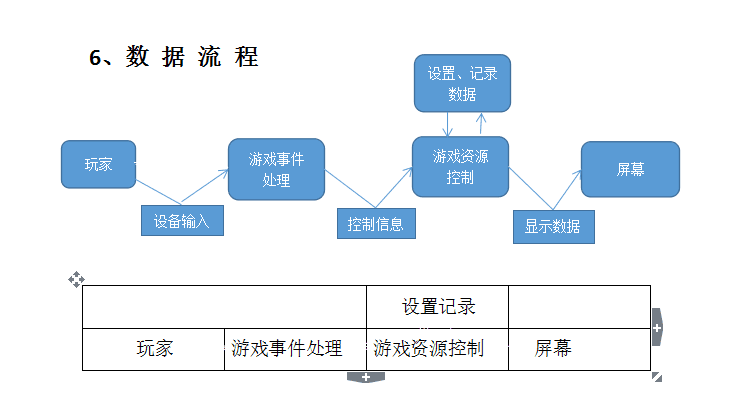 6、数 据 流 程
设置、记录
数据
玩家
游戏事件
处理
游戏资源
控制
屏幕
设备输入
控制信息
显示数据
设置记录
玩家
游戏事件处理
游戏资源控制
屏幕